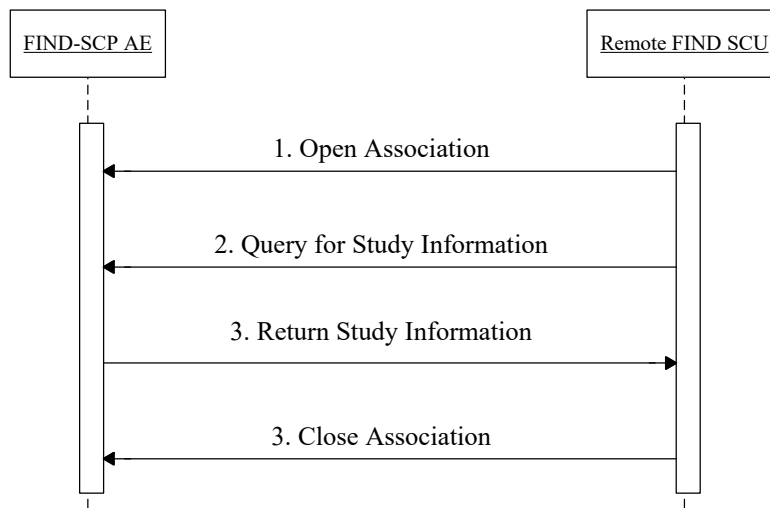 FIND-SCP AE
Remote FIND SCU
1. Open Association
2. Query for Study Information
3. Return Study Information
3. Close Association